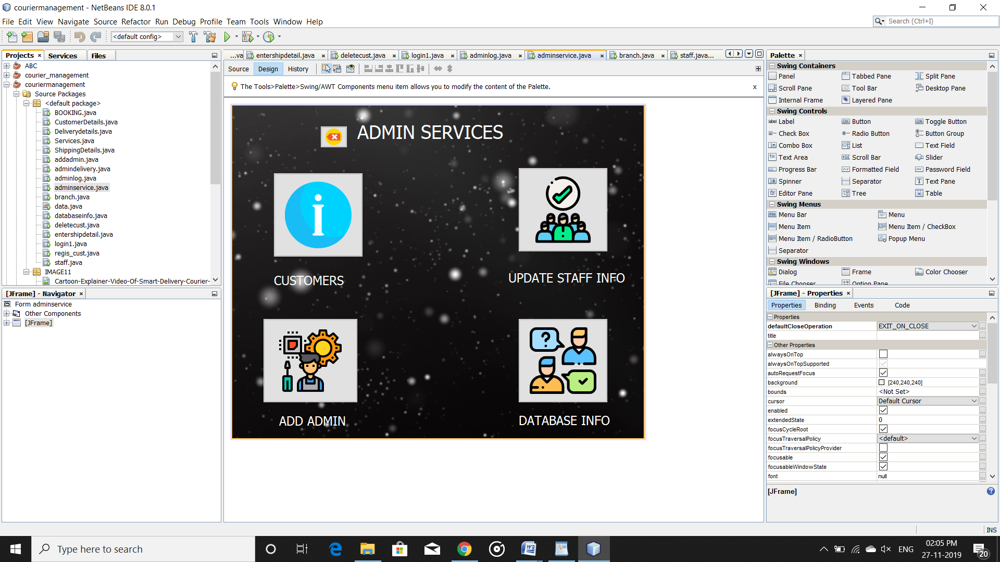 couriermanagement - NetBeans IDE 8.0.1
File Edit View Navigate Source Refactor Run Debug Profile Team Tools Window Help
Search (Ctrl+I)
<default config>
Projects Services Files
ABC
courier_management
couriermanagement
Source Packages
<default package>
BOOKING.java
CustomerDetails.java
Deliverydetails.java
Services.java
ShippingDetails.java
addadmin.java
admindelivery.java
adminlog.java
adminservice.java
branch.java
data.java
databaseinfo.java
deletecust.java
entershipdetail.java
login1.java
regis_cust.java
staff.java
IMAGE11
Cartoon-Explainer-Video-Of-Smart-Delivery-Courier-
[JFrame] - Navigator
Form adminservice
Other Components
[JFrame]
...va entershipdetail.java deletecust.java login1.java adminlog.java adminservice.java branch.java staff.java...
Source Design History
The Tools>Palette>Swing/AWT Components menu item allows you to modify the content of the Palette. x
ADMIN SERVICES
CUSTOMERS
UPDATE STAFF INFO
ADD ADMIN
DATABASE INFO
Palette
Swing Containers
Panel Tabbed Pane Split Pane
Scroll Pane Tool Bar Desktop Pane
Internal Frame Layered Pane
Swing Controls
label Label OK Button ON Toggle Button
Check Box Radio Button Button Group
Combo Box List Text Field
Text Area Scroll Bar Slider
Progress Bar Formatted Field Password Field
Spinner Separator Text Pane
Editor Pane Tree Table
Swing Menus
Menu Bar Menu
Menu Item Menu Item / CheckBox
Menu Item / RadioButton Popup Menu
Separator
Swing Windows
Dialog Frame Color Chooser
File Chooser Option Pane
[JFrame] - Properties
Properties Binding Events Code
Properties
defaultCloseOperation EXIT_ON_CLOSE
title
Other Properties
alwaysOnTop
alwaysOnTopSupported
autoRequestFocus
background [240,240,240]
bounds <Not Set>
cursor Default Cursor
enabled
extendedState 0
focusCycleRoot
focusTraversalPolicy <default>
focusTraversalPolicyProvider
focusable
focusableWindowState
font null
[JFrame]
INS
Type here to search
ENG
02:05 PM
27-11-2019
20